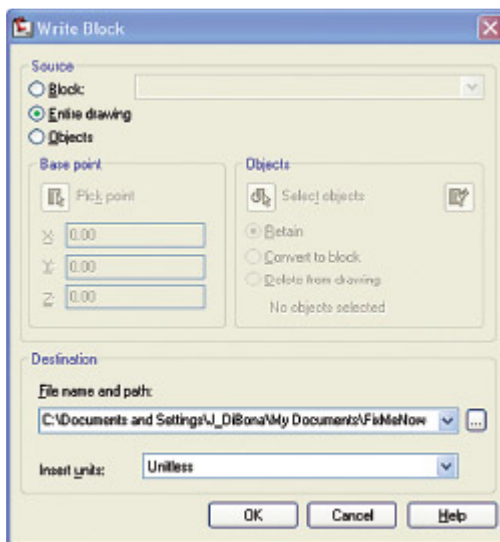 Write Block
Source
Block:
Entire drawing
Objects
Base point
Pick point
X: 0.00
Y: 0.00
Z: 0.00
Objects
Select objects
Retain
Convert to block
Delete from drawing
No objects selected
Destination
File name and path:
C:\Documents and Settings\J_DiBona\My Documents\FixMeNow
...
Insert units: Unitless
OK Cancel Help